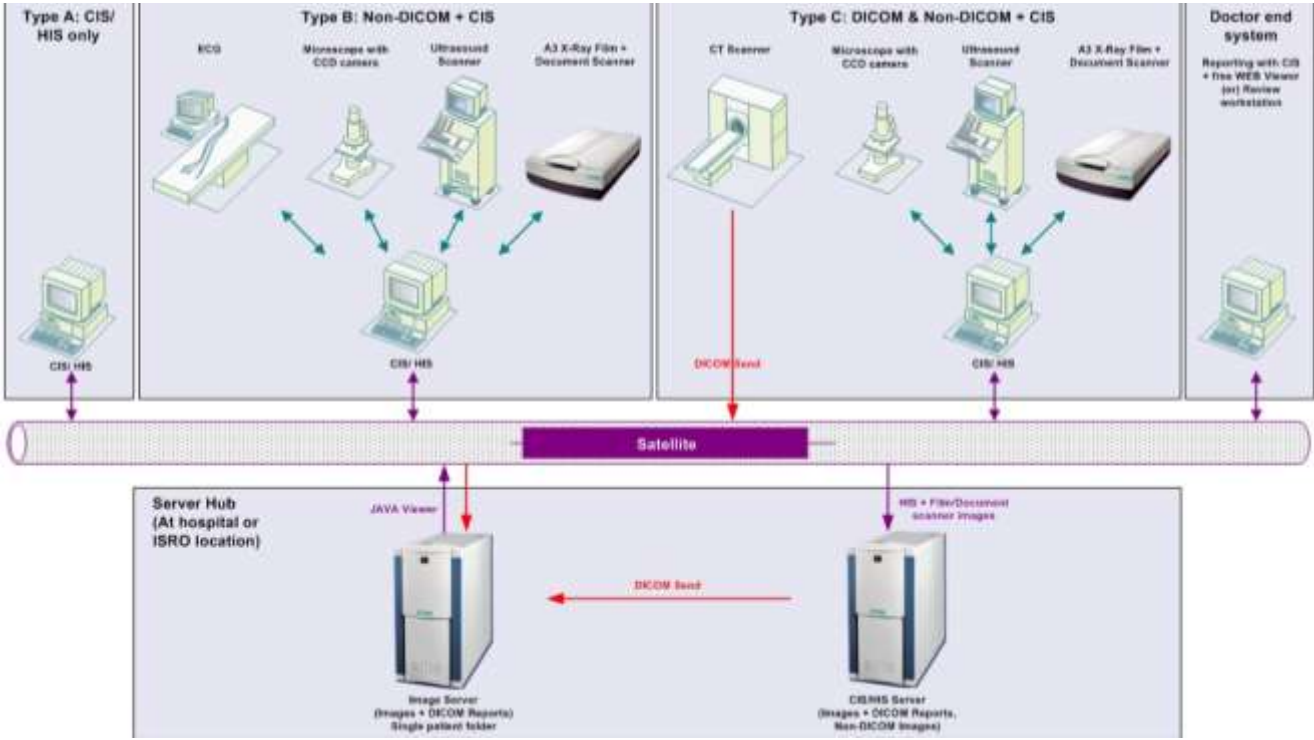 Type A: CIS/
HIS only
Type B: Non-DICOM + CIS
ECG
Microscope with
CCD camera
Ultrasound
Scanner
A3 X-Ray Film +
Document Scanner
CIS/ HIS
CIS/ HIS
Type C: DICOM & Non-DICOM + CIS
CT Scanner
Microscope with
CCD camera
Ultrasound
Scanner
A3 X-Ray Film +
Document Scanner
DICOM Send
CIS/ HIS
Doctor end
system
Reporting with CIS
+ free WEB Viewer
(or) Review
workstation
Satellite
Server Hub
(At hospital or
ISRO location)
JAVA Viewer
HIS + Film/Document
scanner images
DICOM Send
Image Server
(Images + DICOM Reports)
Single patient folder
CIS/HIS Server
(Images + DICOM Reports,
Non-DICOM Images)